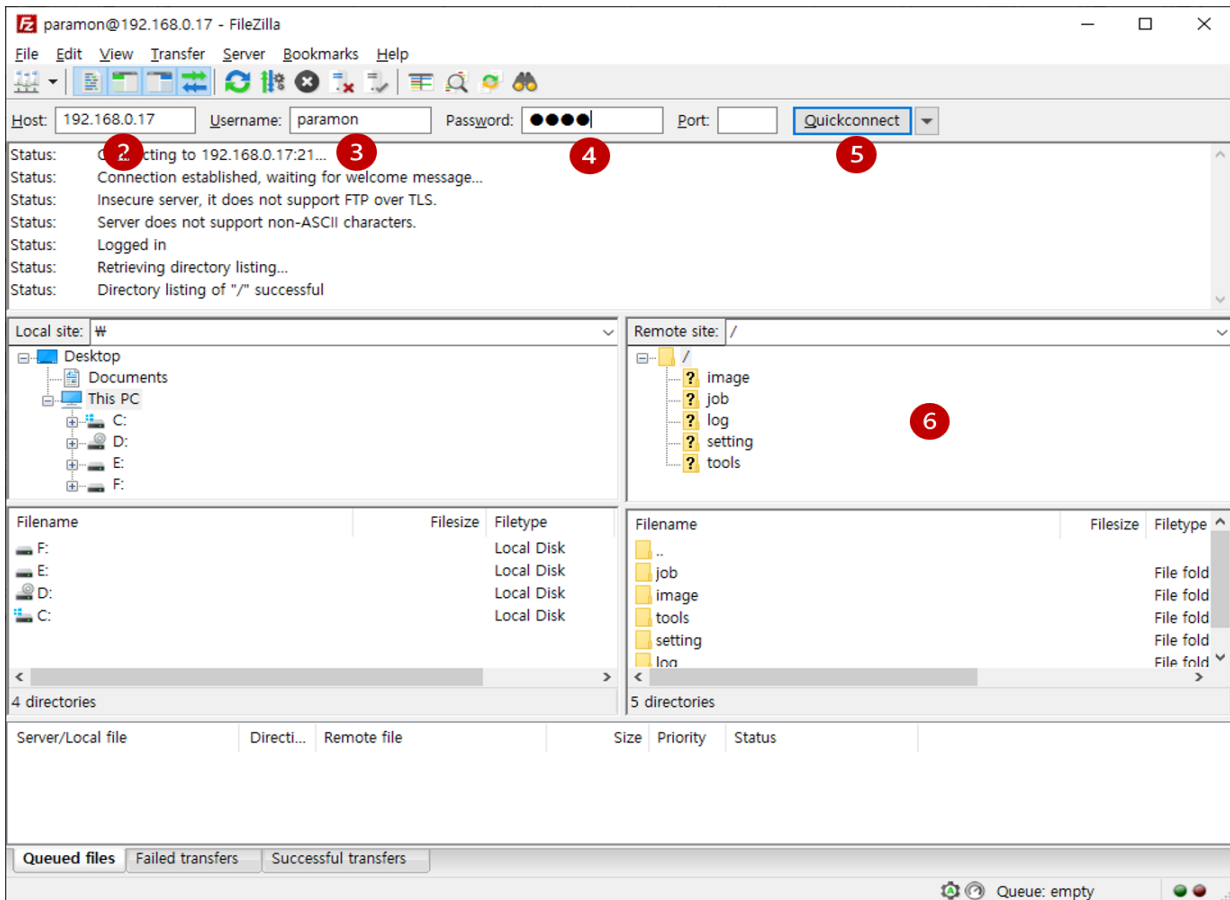 paramon@192.168.0.17 - FileZilla
File Edit View Transfer Server Bookmarks Help
Host: 192.168.0.17 Username: paramon Password: ●●●● Port: Quickconnect
2 3 4 5
Status: cting to 192.168.0.17:21...
Status: Connection established, waiting for welcome message...
Status: Insecure server, it does not support FTP over TLS.
Status: Server does not support non-ASCII characters.
Status: Logged in
Status: Retrieving directory listing...
Status: Directory listing of "/" successful
Local site: ₩
Desktop
Documents
This PC
C:
D:
E:
F:
Remote site: /
/
image
job
log
setting
tools
6
Filename Filesize Filetype
F: Local Disk
E: Local Disk
D: Local Disk
C: Local Disk
4 directories
Filename Filesize Filetype
..
job File fold
image File fold
tools File fold
setting File fold
log File fold
5 directories
Server/Local file Directi... Remote file Size Priority Status
Queued files Failed transfers Successful transfers
Queue: empty